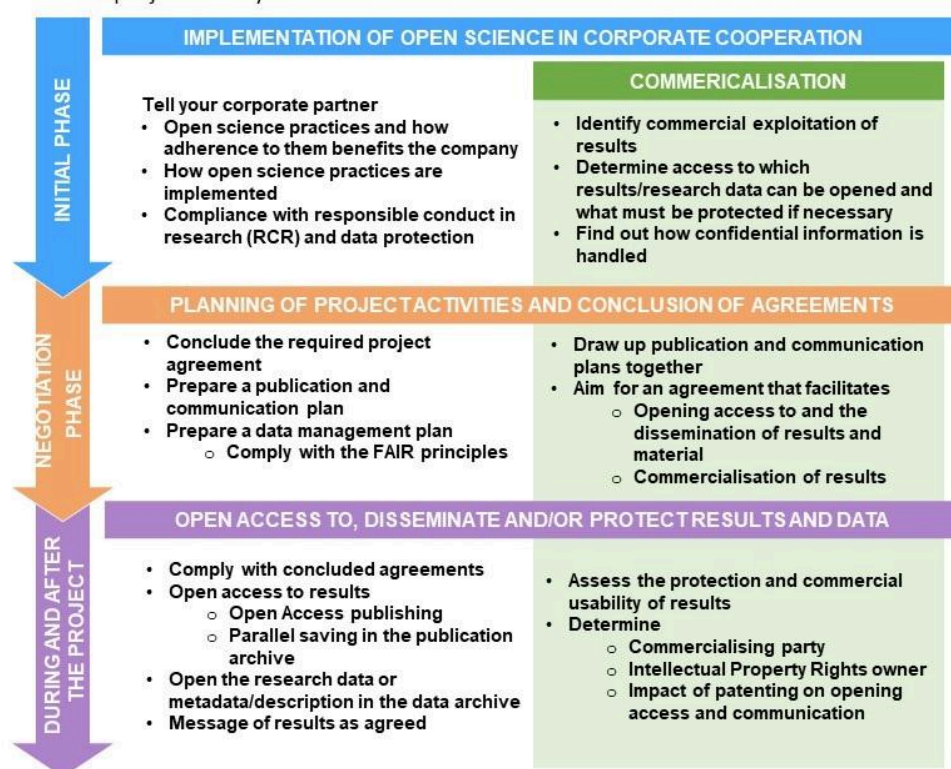 IMPLEMENTATION OF OPEN SCIENCE IN CORPORATE COOPERATION
INITIAL PHASE
Tell your corporate partner
• Open science practices and how
adherence to them benefits the company
• How open science practices are
implemented
• Compliance with responsible conduct in
research (RCR) and data protection
COMMERICALISATION
• Identify commercial exploitation of
results
• Determine access to which
results/research data can be opened and
what must be protected if necessary
• Find out how confidential information is
handled
PLANNING OF PROJECT ACTIVITIES AND CONCLUSION OF AGREEMENTS
NEGOTIATION
PHASE
• Conclude the required project
agreement
• Prepare a publication and
communication plan
• Prepare a data management plan
o Comply with the FAIR principles
• Draw up publication and communication
plans together
• Aim for an agreement that facilitates
o Opening access to and the
dissemination of results and
material
o Commercialisation of results
OPEN ACCESS TO, DISSEMINATE AND/OR PROTECT RESULTS AND DATA
DURING AND AFTER
THE PROJECT
• Comply with concluded agreements
• Open access to results
o Open Access publishing
o Parallel saving in the publication
archive
• Open the research data or
metadata/description in the data archive
• Message of results as agreed
• Assess the protection and commercial
usability of results
• Determine
o Commercialising party
o Intellectual Property Rights owner
o Impact of patenting on opening
access and communication